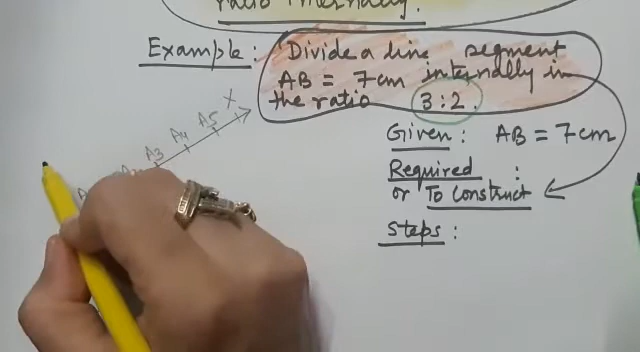 ratio internally.
Example: Divide a line segment
AB = 7cm internally in
the ratio 3:2.
Given: AB = 7cm
Required :
or To Construct
Steps:
X
A5
A4
A3